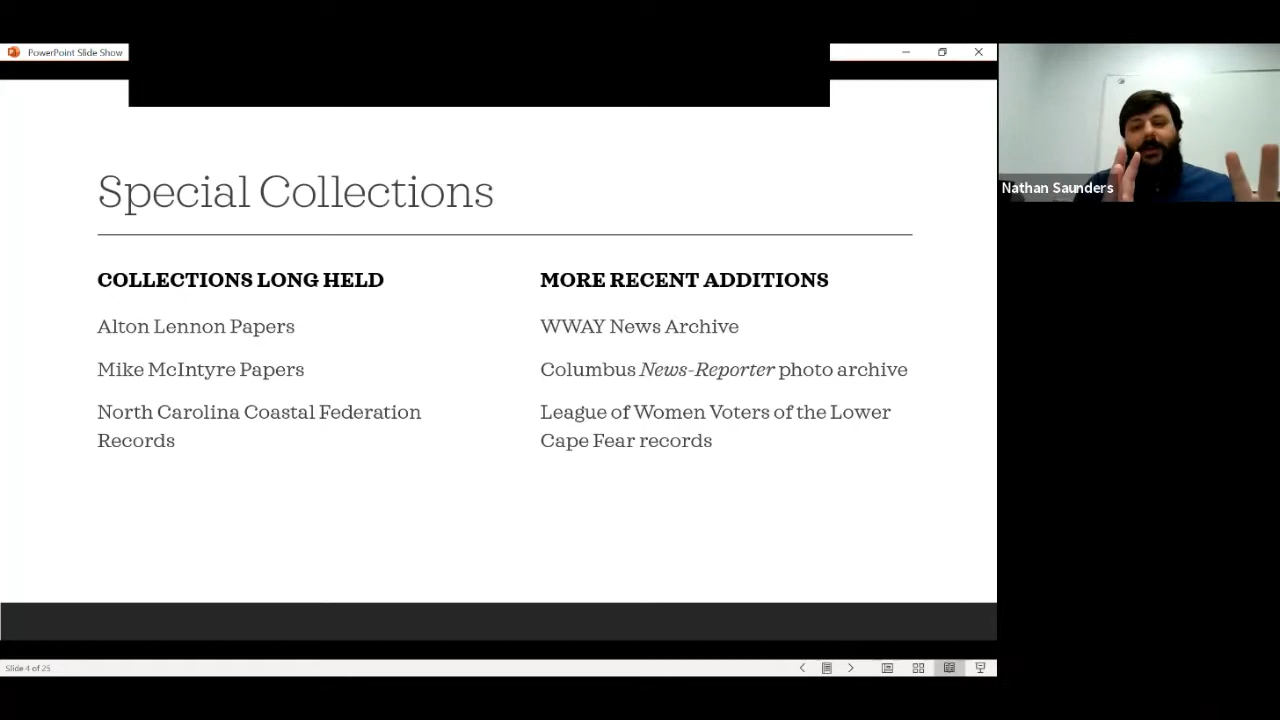 PowerPoint Slide Show
Special Collections
COLLECTIONS LONG HELD
Alton Lennon Papers
Mike McIntyre Papers
North Carolina Coastal Federation
Records
MORE RECENT ADDITIONS
WWAY News Archive
Columbus News-Reporter photo archive
League of Women Voters of the Lower
Cape Fear records
Nathan Saunders
Slide 4 of 25